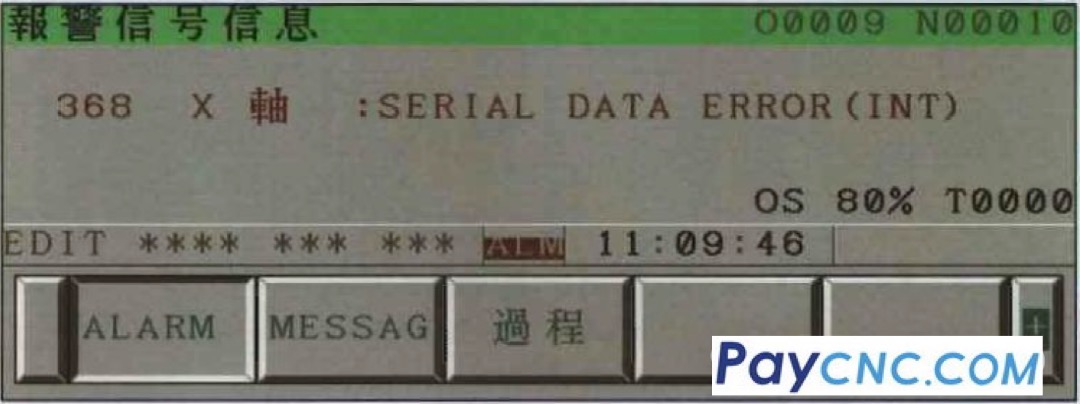 報警信号信息 O0009 N00010
368 X 軸 :SERIAL DATA ERROR(INT)
OS 80% T0000
EDIT **** *** *** ALM 11:09:46
ALARM MESSAG 過程 +
PayCNC.COM